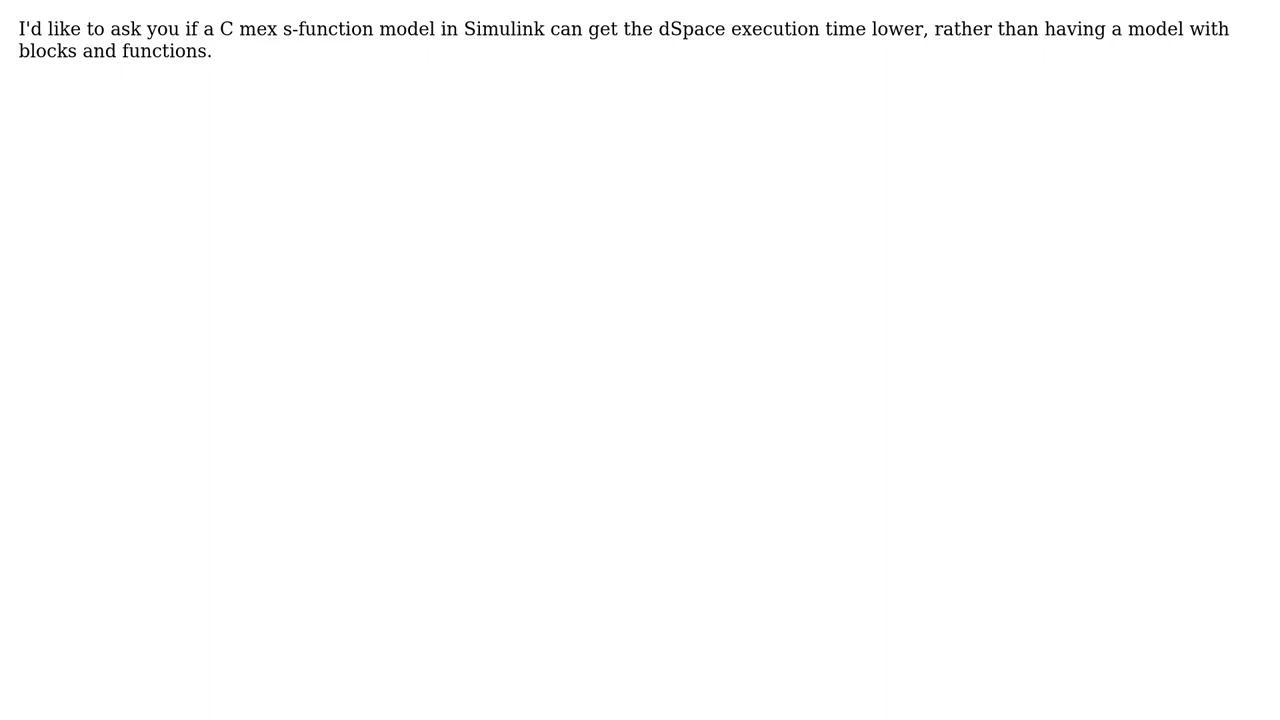 I'd like to ask you if a C mex s-function model in Simulink can get the dSpace execution time lower, rather than having a model with
blocks and functions.